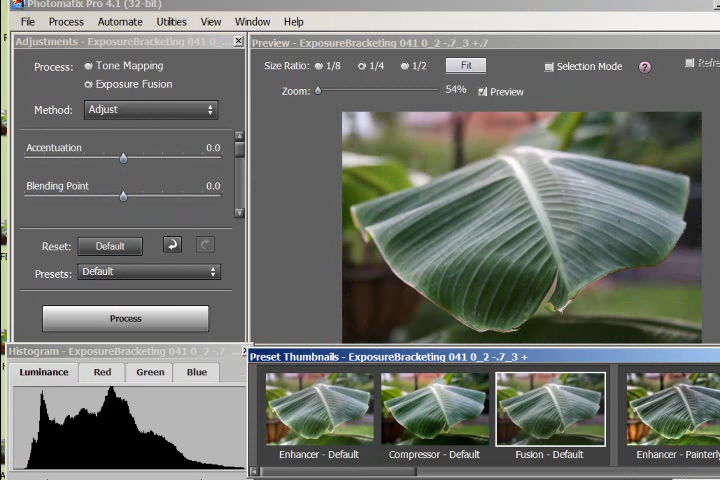 Photomatix Pro 4.1 (32-bit)
File Process Automate Utilities View Window Help
Adjustments - ExposureBracketing 041 0
Process: Tone Mapping
Exposure Fusion
Method: Adjust
Accentuation 0.0
Blending Point 0.0
Reset: Default
Presets: Default
Process
Preview - ExposureBracketing 041 0_2 -.7_3 +.7
Size Ratio: 1/8 1/4 1/2 Fit Selection Mode ? Refre
Zoom: 54% Preview
Histogram - ExposureBracketing 041 0_2 -.7
Luminance Red Green Blue
Preset Thumbnails - ExposureBracketing 041 0_2 -.7_3 +
Enhancer - Default Compressor - Default Fusion - Default Enhancer - Painterly